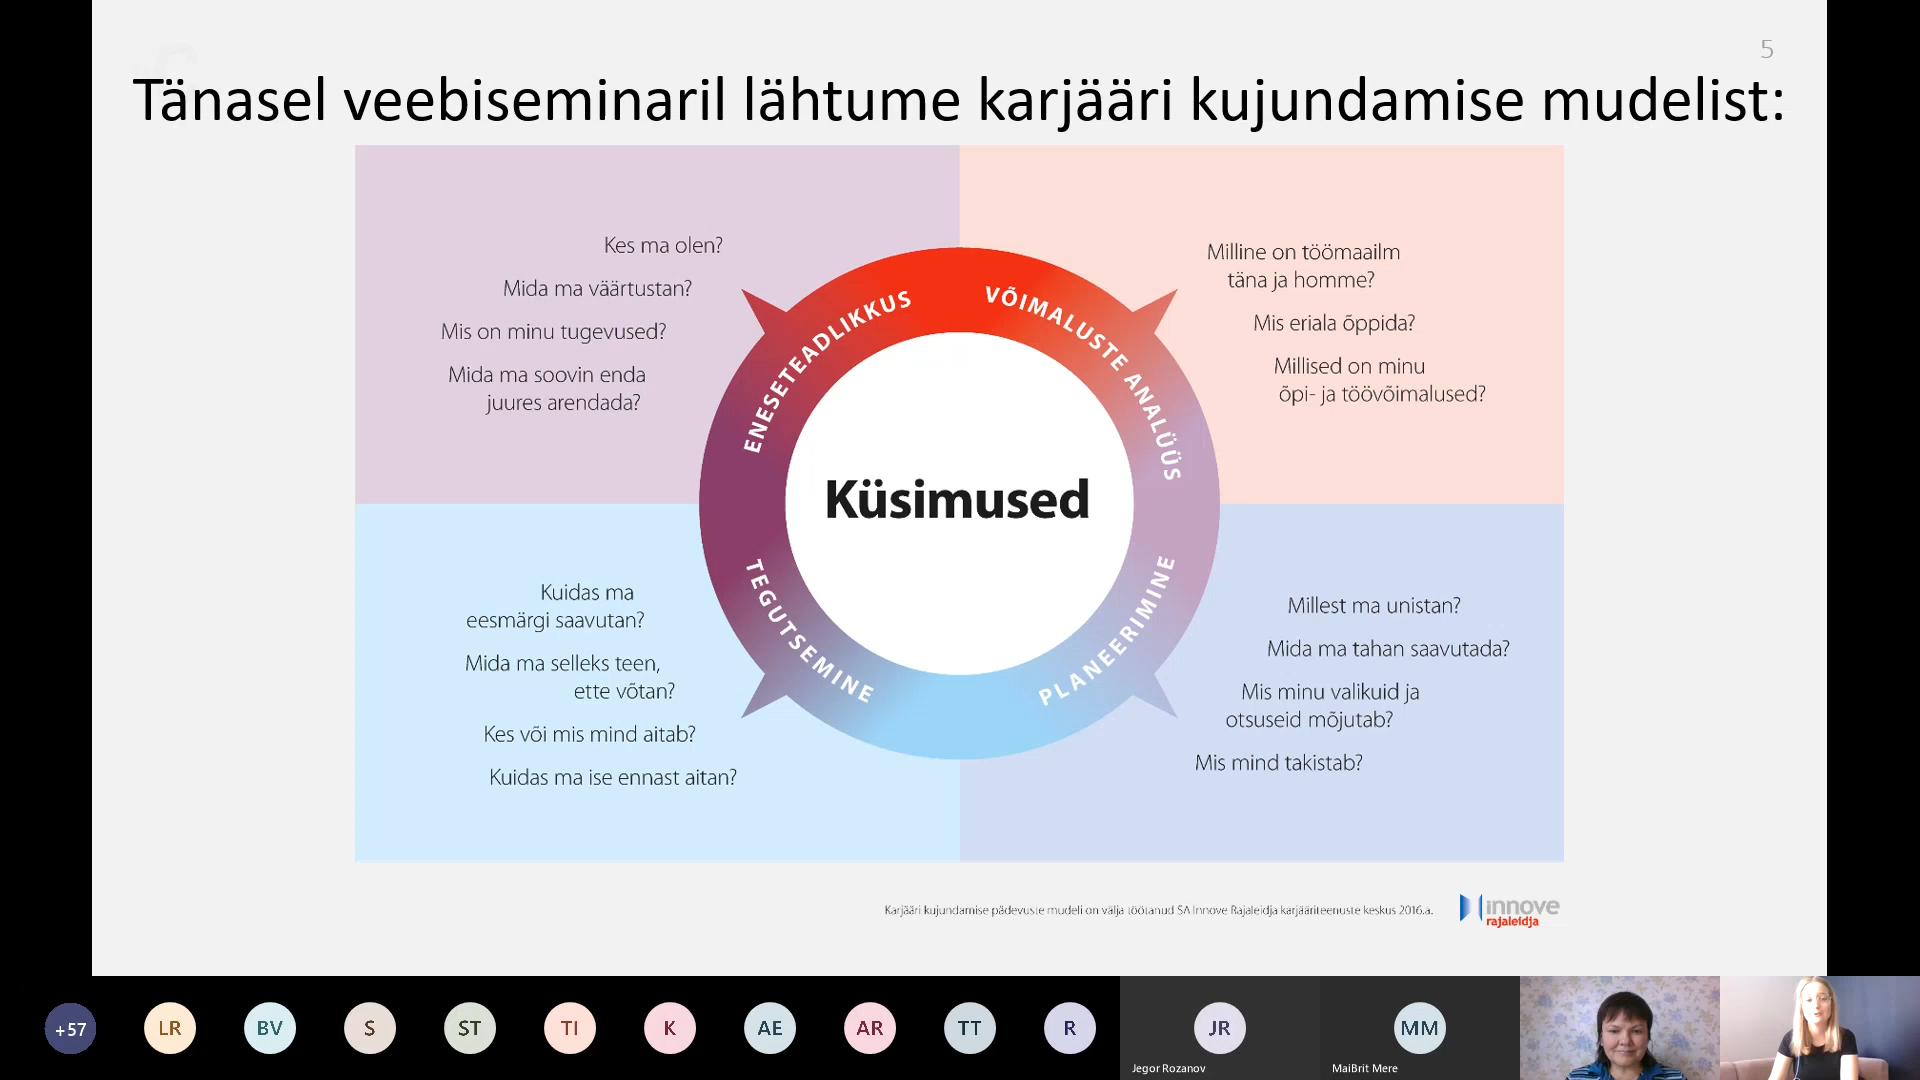 5
Tänasel veebiseminaril lähtume karjääri kujundamise mudelist:
Kes ma olen?
Mida ma väärtustan?
Mis on minu tugevused?
Mida ma soovin enda
juures arendada?
ENESETEADLIKKUS
VÕIMALUSTE ANALÜÜS
Milline on töömaailm
täna ja homme?
Mis eriala õppida?
Millised on minu
õpi- ja töövõimalused?
Küsimused
Kuidas ma
eesmärgi saavutan?
Mida ma selleks teen,
ette võtan?
Kes või mis mind aitab?
Kuidas ma ise ennast aitan?
TEGUTSEMINE
PLANEERIMINE
Millest ma unistan?
Mida ma tahan saavutada?
Mis minu valikuid ja
otsuseid mõjutab?
Mis mind takistab?
Karjääri kujundamise pädevuste mudeli on välja töötanud SA Innove Rajaleidja karjääriteenuste keskus 2016.a.
innove
rajaleidja
+57
LR
BV
S
ST
TI
K
AE
AR
TT
R
JR
MM
Jegor Rozanov
MaiBrit Mere